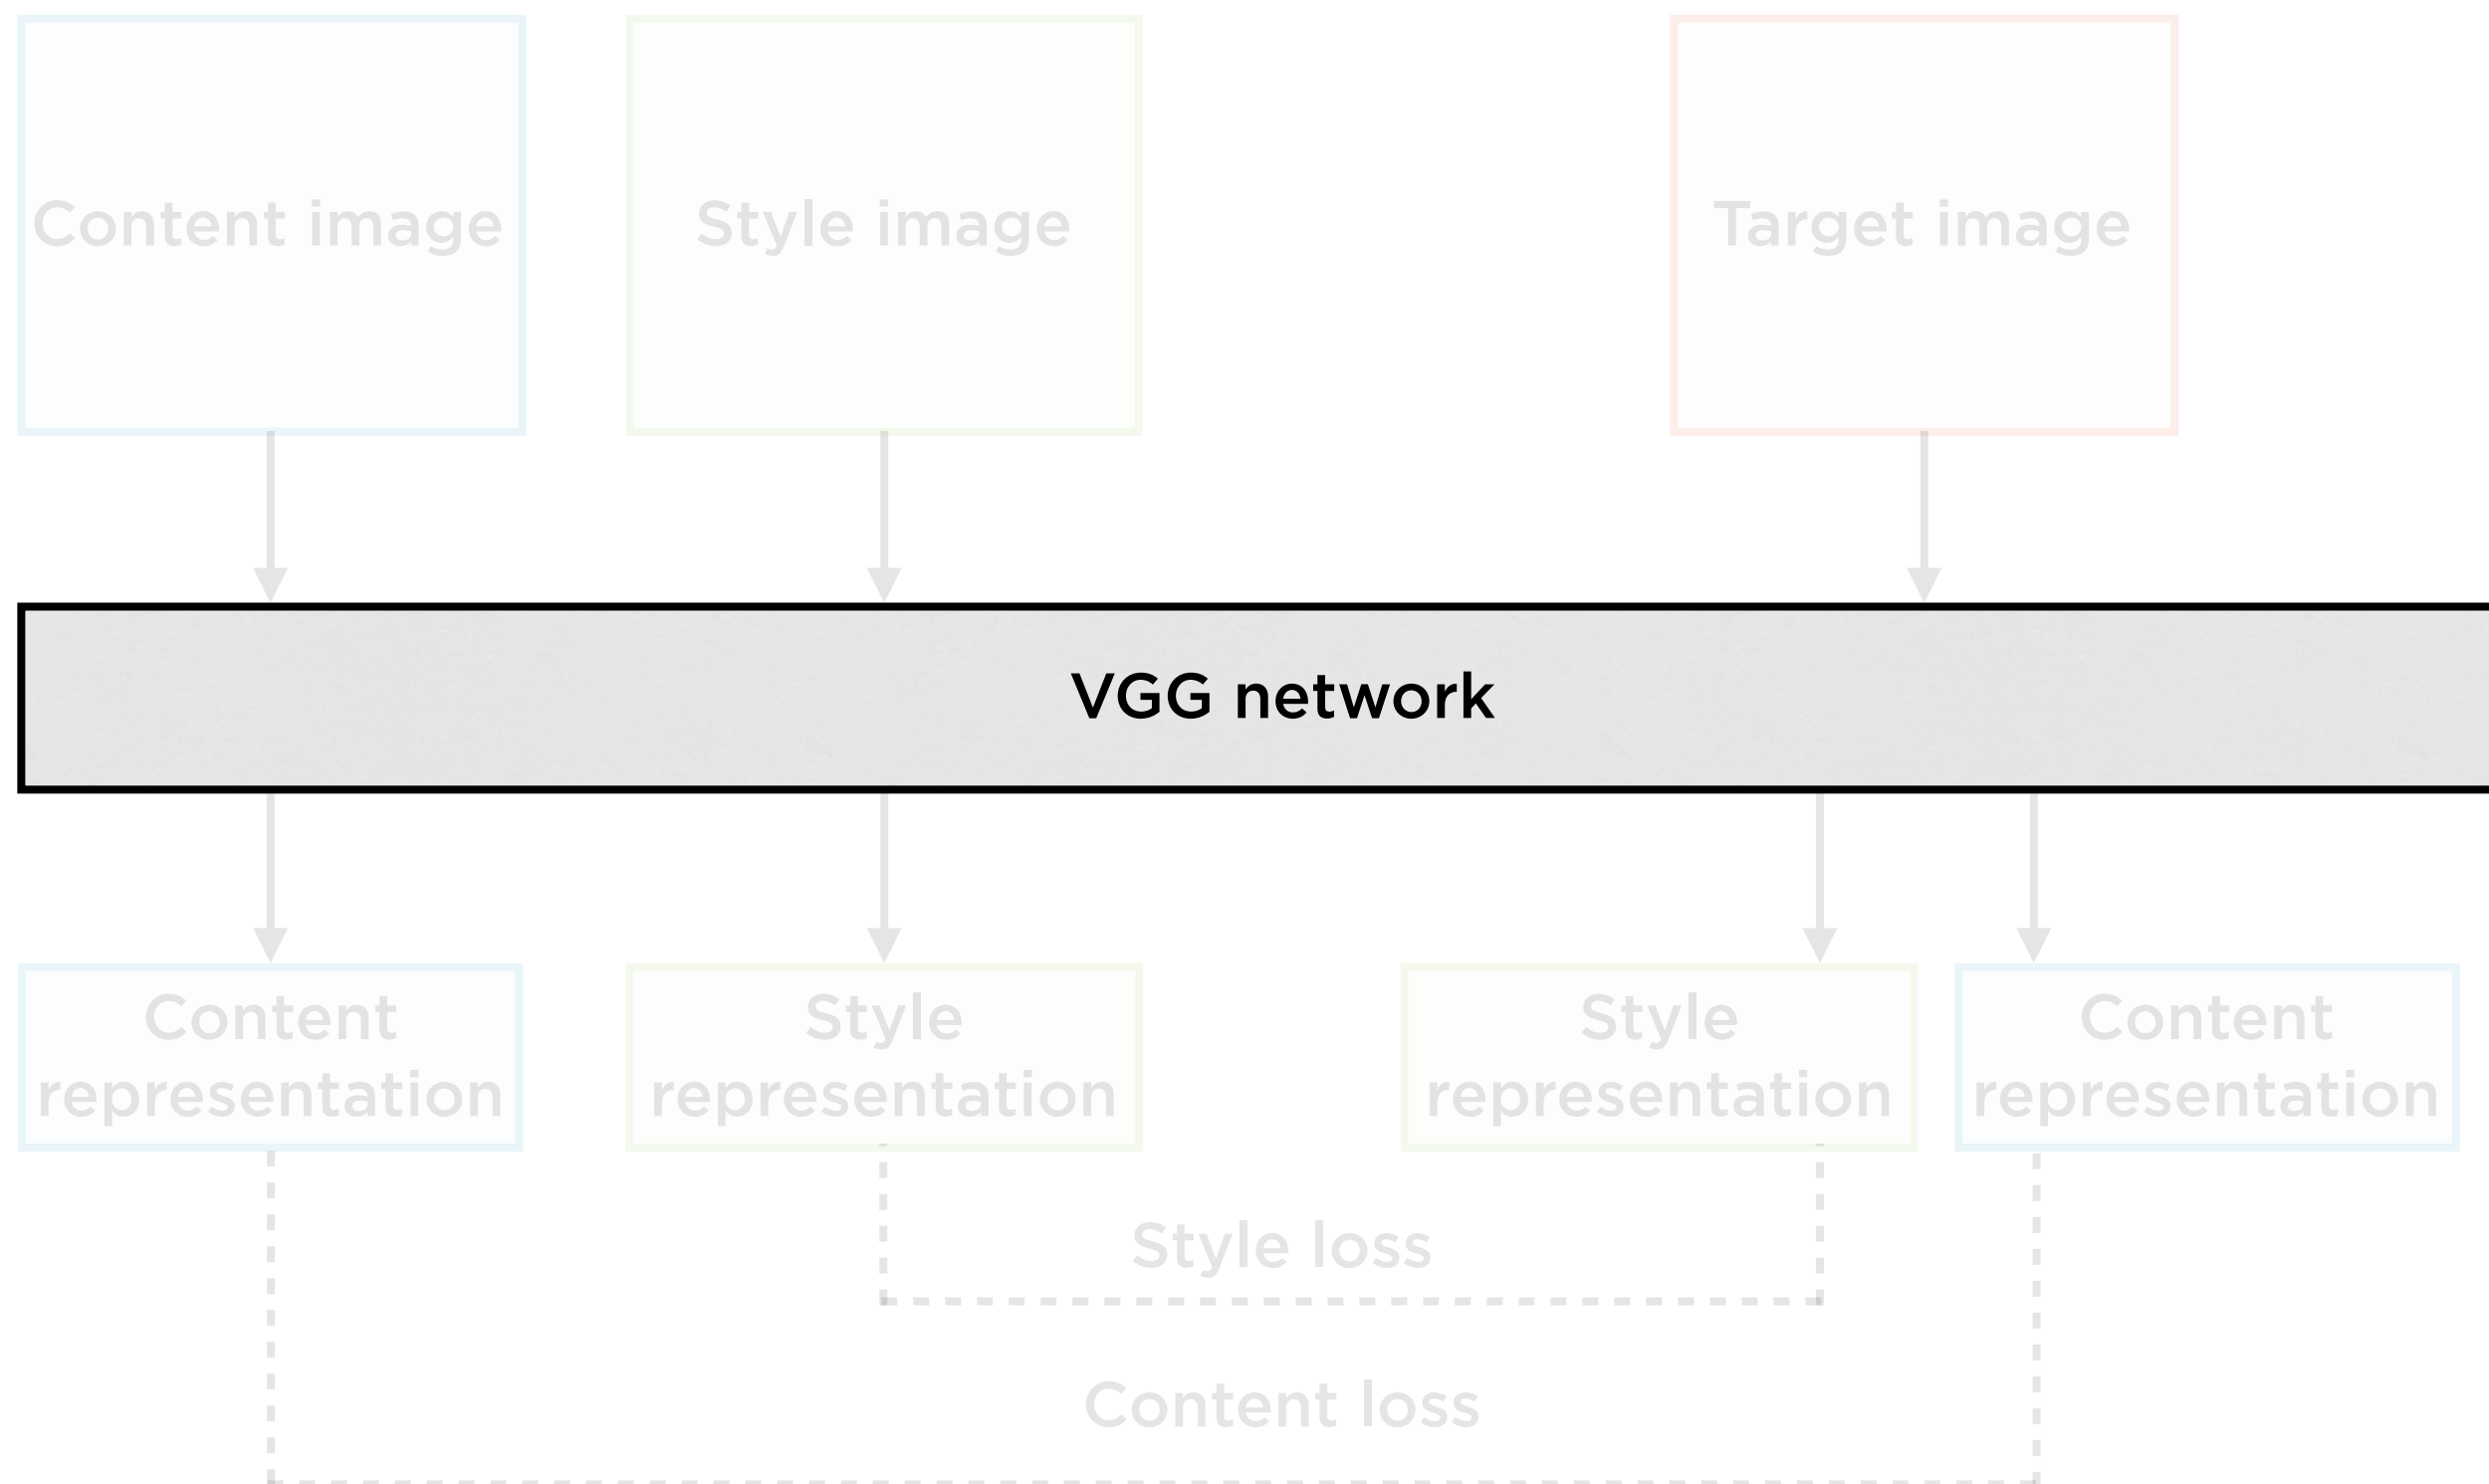 Content image
Style image
Target image
VGG network
Content
representation
Style
representation
Style
representation
Content
representation
Style loss
Content loss